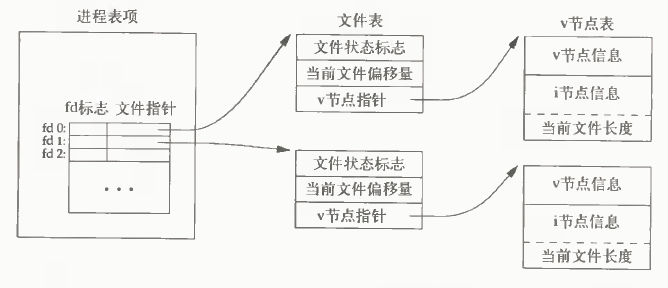 进程表项
fd标志 文件指针
fd 0:
fd 1:
fd 2:
...
文件表
文件状态标志
当前文件偏移量
v节点指针
文件状态标志
当前文件偏移量
v节点指针
v节点表
v节点信息
i节点信息
当前文件长度
v节点信息
i节点信息
当前文件长度